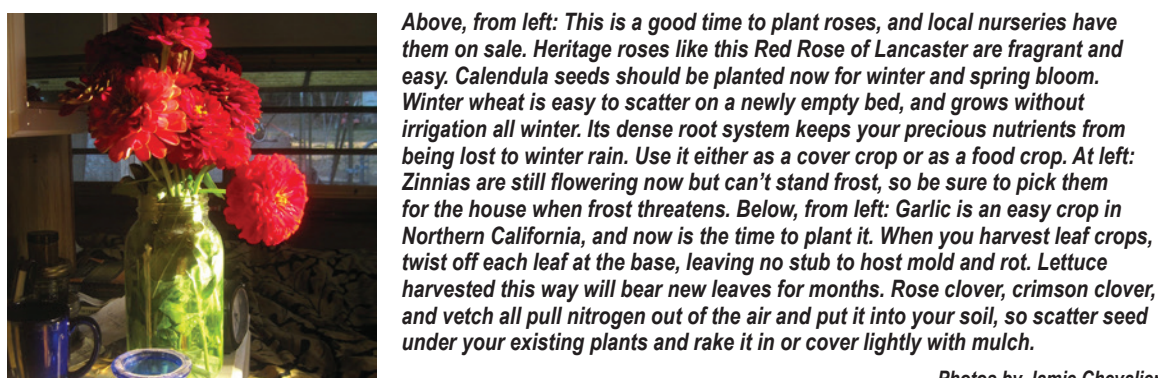 Above, from left: This is a good time to plant roses, and local nurseries have
them on sale. Heritage roses like this Red Rose of Lancaster are fragrant and
easy. Calendula seeds should be planted now for winter and spring bloom.
Winter wheat is easy to scatter on a newly empty bed, and grows without
irrigation all winter. Its dense root system keeps your precious nutrients from
being lost to winter rain. Use it either as a cover crop or as a food crop. At left:
Zinnias are still flowering now but can't stand frost, so be sure to pick them
for the house when frost threatens. Below, from left: Garlic is an easy crop in
Northern California, and now is the time to plant it. When you harvest leaf crops,
twist off each leaf at the base, leaving no stub to host mold and rot. Lettuce
harvested this way will bear new leaves for months. Rose clover, crimson clover,
and vetch all pull nitrogen out of the air and put it into your soil, so scatter seed
under your existing plants and rake it in or cover lightly with mulch.
Photos by Jamie Chevalier